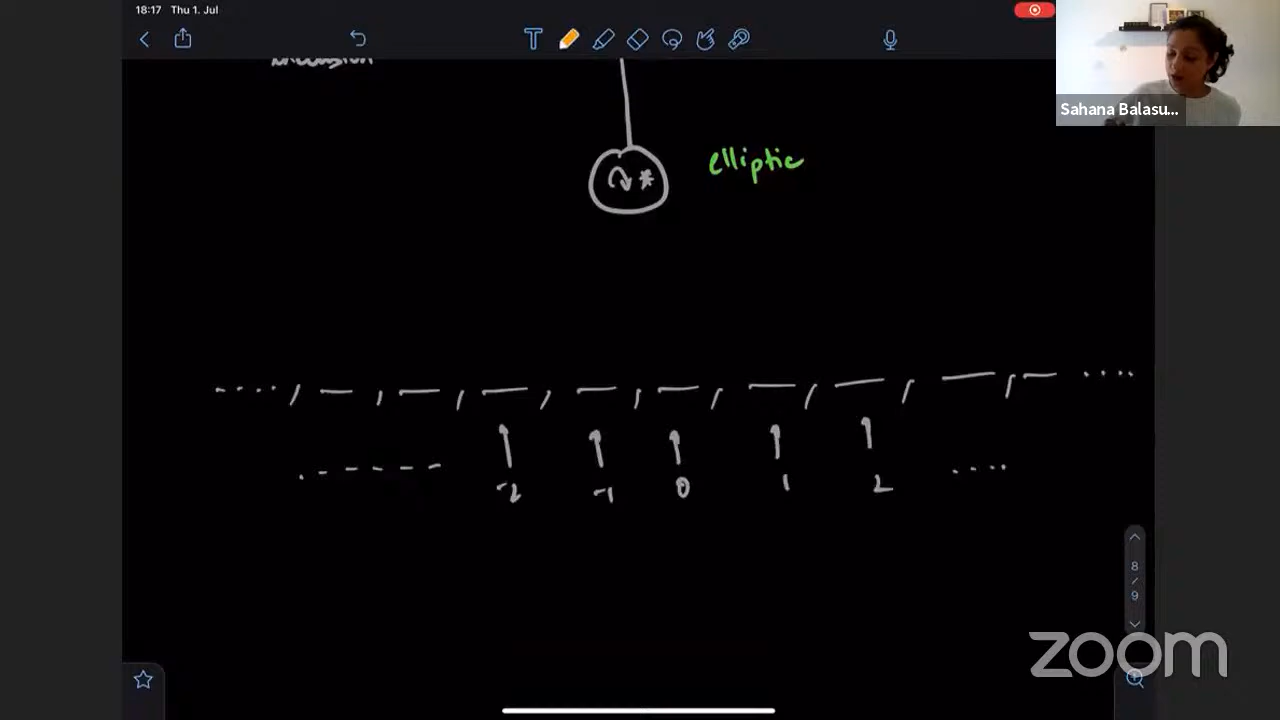 18:17 Thu 1. Jul
Sahana Balasu...
elliptic
*
...., — , — , — , — , — , — , — , — , — ....
-2 -1 0 1 2 ....
8
/
9
zoom